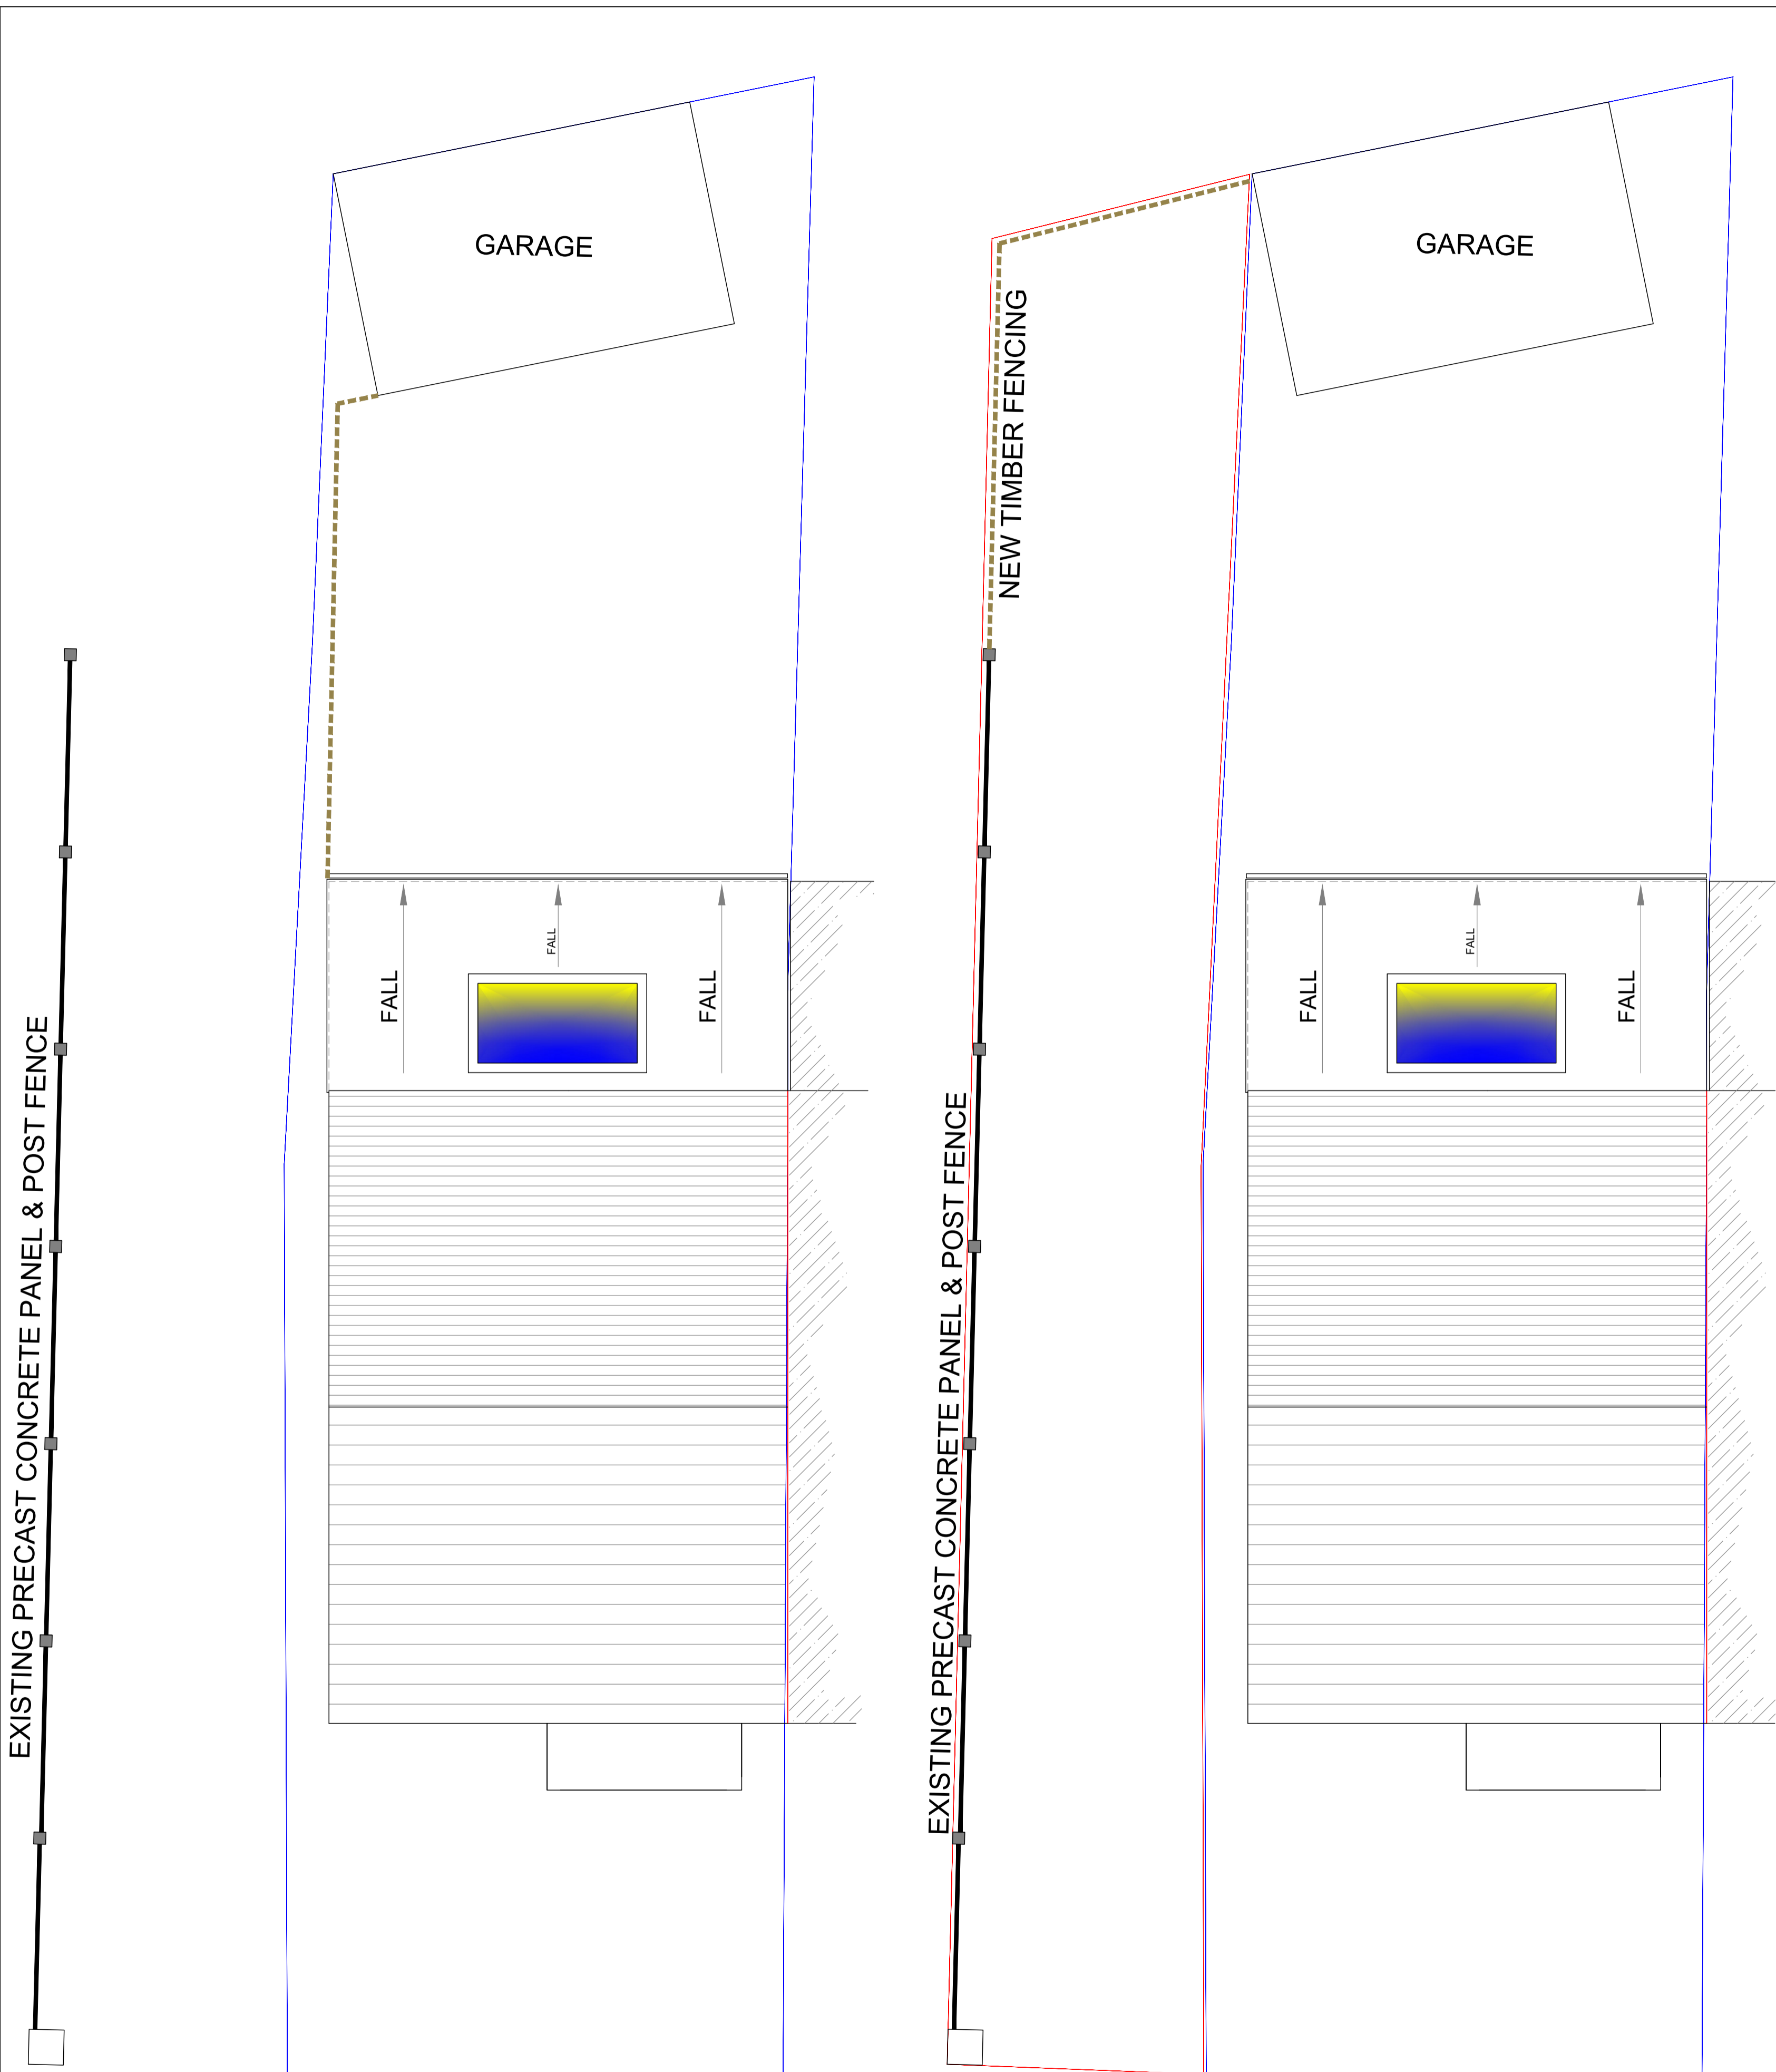 GARAGE
FALL
FALL
FALL
EXISTING PRECAST CONCRETE PANEL & POST FENCE
GARAGE
NEW TIMBER FENCING
FALL
FALL
FALL
EXISTING PRECAST CONCRETE PANEL & POST FENCE